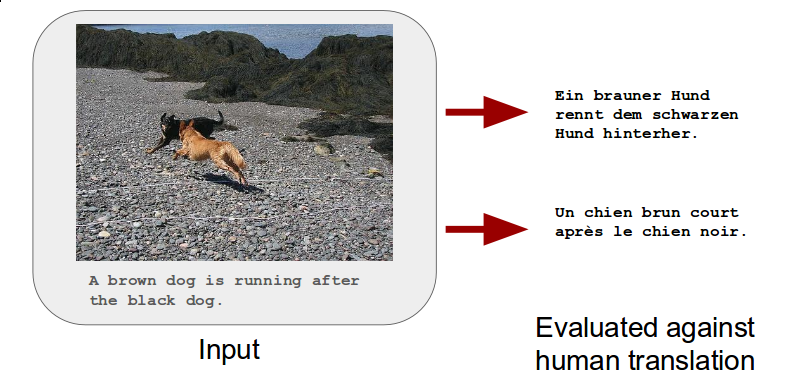 A brown dog is running after
the black dog.
Input
Ein brauner Hund
rennt dem schwarzen
Hund hinterher.
Un chien brun court
après le chien noir.
Evaluated against
human translation